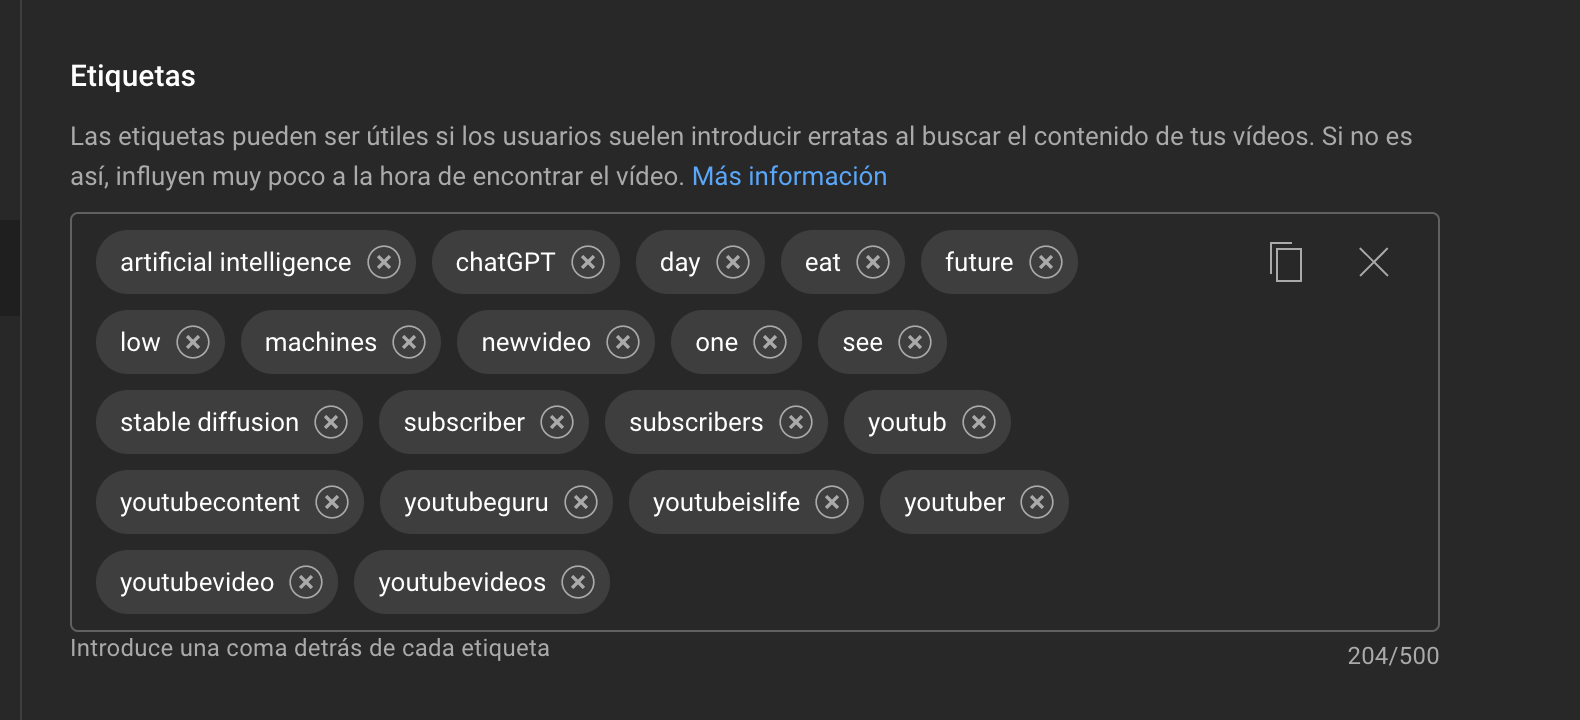 Etiquetas
Las etiquetas pueden ser útiles si los usuarios suelen introducir erratas al buscar el contenido de tus vídeos. Si no es
así, influyen muy poco a la hora de encontrar el vídeo. Más información
artificial intelligence chatGPT day eat future
low machines newvideo one see
stable diffusion subscriber subscribers youtub
youtubecontent youtubeguru youtubeislife youtuber
youtubevideo youtubevideos
Introduce una coma detrás de cada etiqueta
204/500